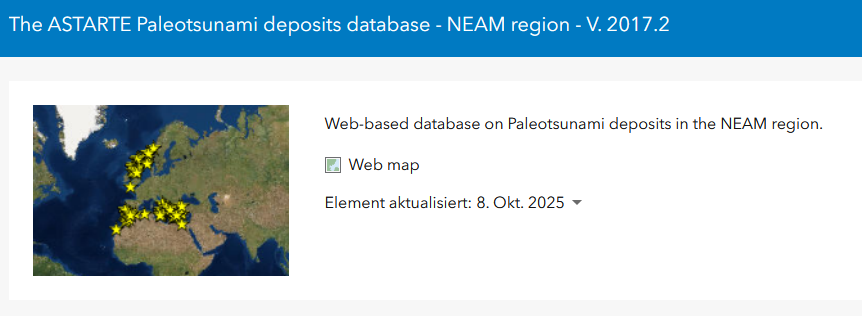 The ASTARTE Paleotsunami deposits database - NEAM region - V. 2017.2
Web-based database on Paleotsunami deposits in the NEAM region.
Web map
Element aktualisiert: 8. Okt. 2025